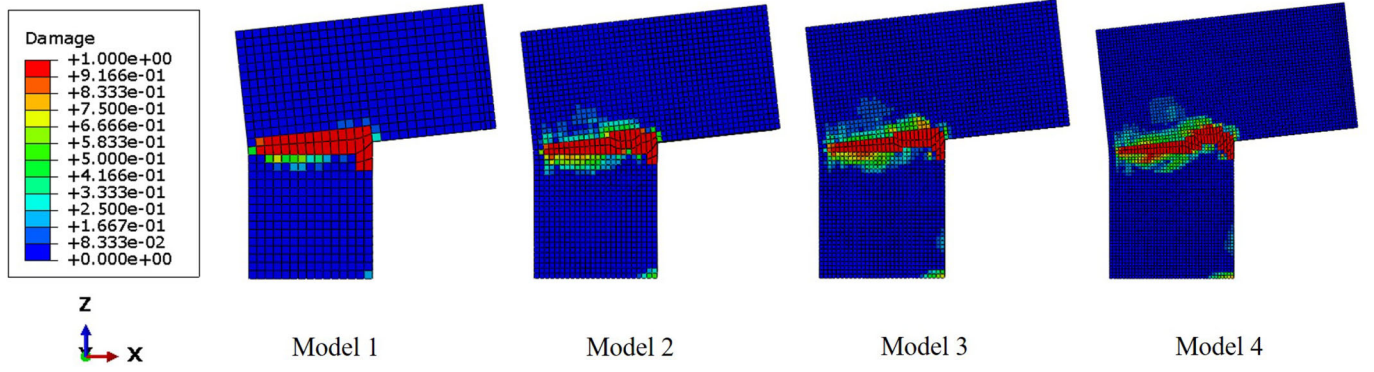 Damage
+1.000e+00
+9.166e-01
+8.333e-01
+7.500e-01
+6.666e-01
+5.833e-01
+5.000e-01
+4.166e-01
+3.333e-01
+2.500e-01
+1.667e-01
+8.333e-02
+0.000e+00
Z
Y X
Model 1 Model 2 Model 3 Model 4